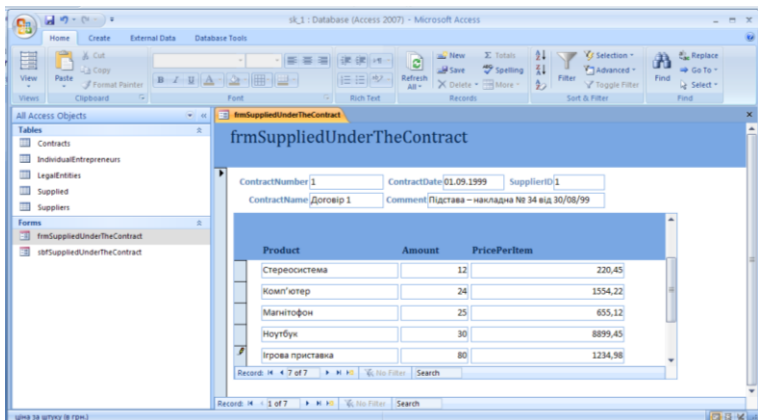 sk_1 : Database (Access 2007) - Microsoft Access
Home Create External Data Database Tools
View
Views
Paste
Cut
Copy
Format Painter
Clipboard
B I U A
Font
Rich Text
Refresh All
New
Save
Delete
Totals
Spelling
More
Records
Filter
Selection
Advanced
Toggle Filter
Sort & Filter
Find
Replace
Go To
Select
Find
All Access Objects
Tables
Contracts
IndividualEntrepreneurs
LegalEntities
Supplied
Suppliers
Forms
frmSuppliedUnderTheContract
sbfSuppliedUnderTheContract
frmSuppliedUnderTheContract
frmSuppliedUnderTheContract
ContractNumber 1 ContractDate 01.09.1999 SupplierID 1
ContractName Договір 1 Comment Підстава – накладна № 34 від 30/08/99
Product Amount PricePerItem
Стереосистема 12 220,45
Комп'ютер 24 1554,22
Магнітофон 25 655,12
Ноутбук 30 8899,45
Ігрова приставка 80 1234,98
Record: 7 of 7 No Filter Search
Record: 1 of 7 No Filter Search
Ціна за штуку (в грн.)